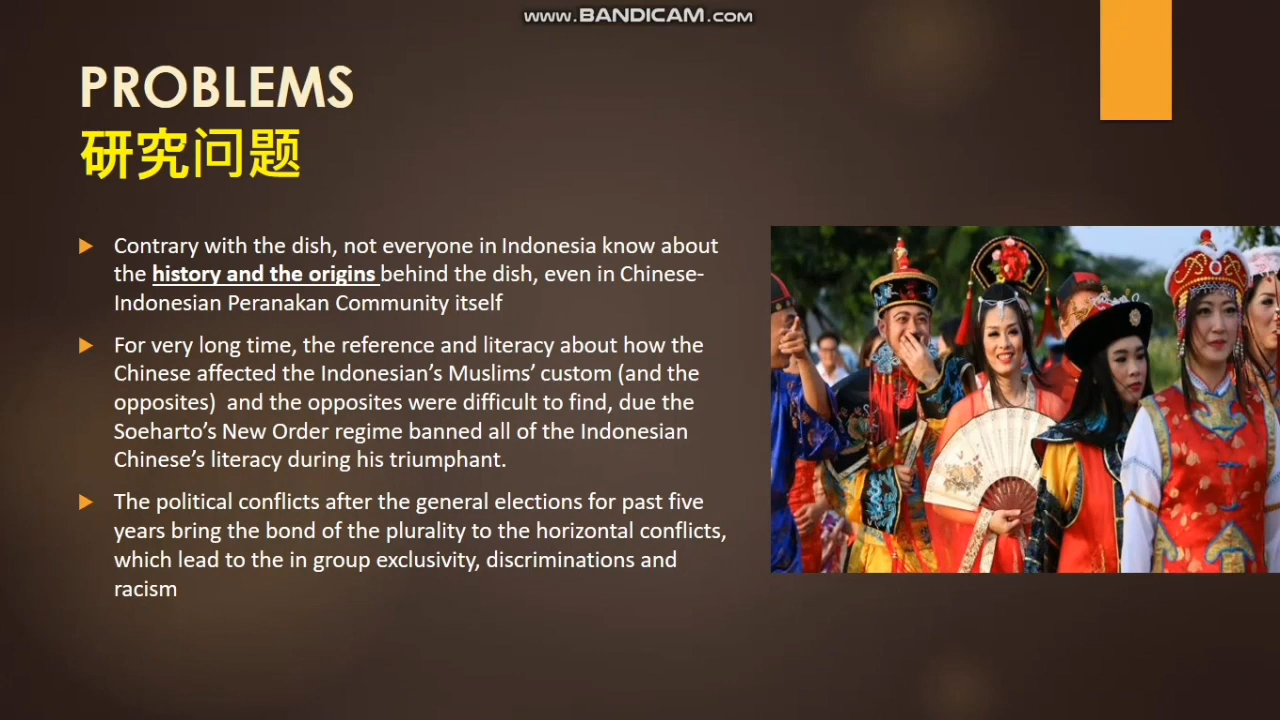 www.BANDICAM.com
PROBLEMS
研究问题
Contrary with the dish, not everyone in Indonesia know about
the history and the origins behind the dish, even in Chinese-
Indonesian Peranakan Community itself
For very long time, the reference and literacy about how the
Chinese affected the Indonesian's Muslims' custom (and the
opposites)  and the opposites were difficult to find, due the
Soeharto's New Order regime banned all of the Indonesian
Chinese's literacy during his triumphant.
The political conflicts after the general elections for past five
years bring the bond of the plurality to the horizontal conflicts,
which lead to the in group exclusivity, discriminations and
racism